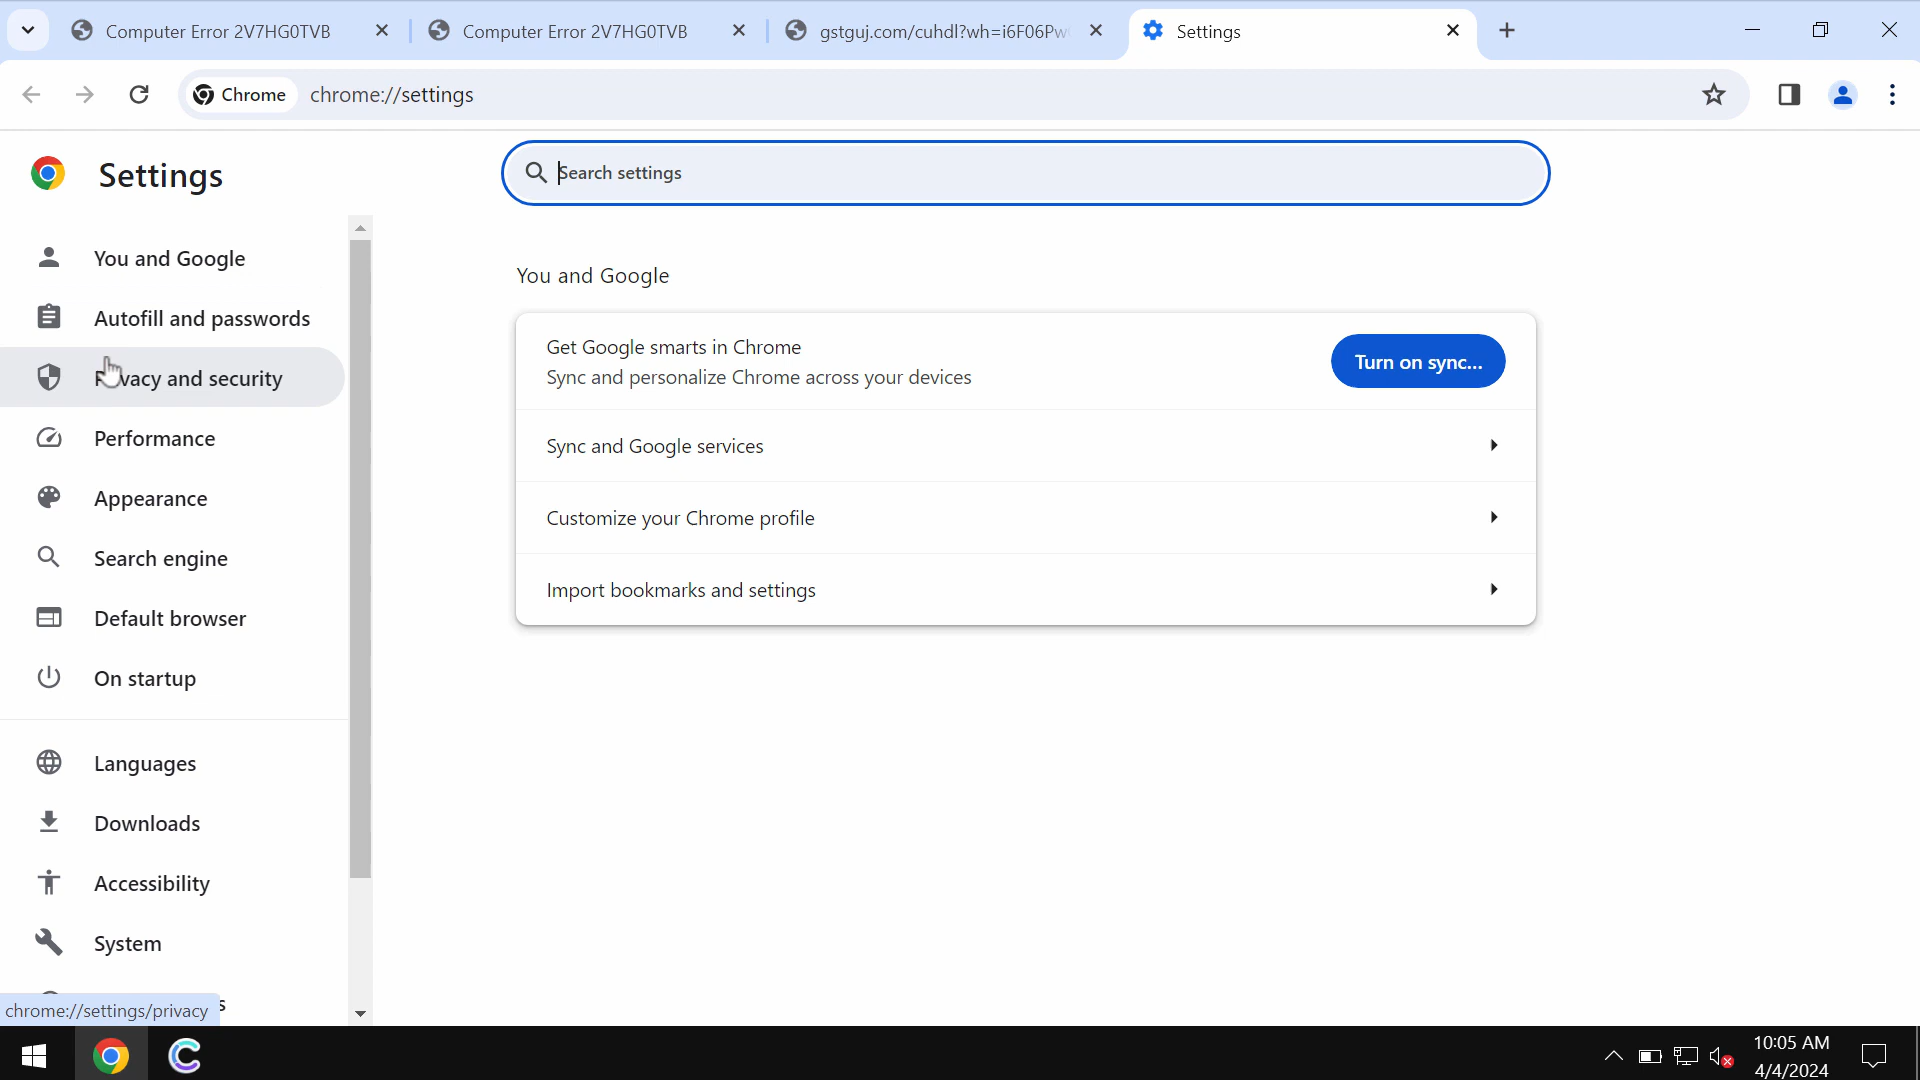 Computer Error 2V7HG0TVB
Computer Error 2V7HG0TVB
gstguj.com/cuhdl?wh=i6F06Pw
Settings
Chrome
chrome://settings
Settings
Search settings
You and Google
Autofill and passwords
Privacy and security
Performance
Appearance
Search engine
Default browser
On startup
Languages
Downloads
Accessibility
System
You and Google
Get Google smarts in Chrome
Sync and personalize Chrome across your devices
Turn on sync...
Sync and Google services
Customize your Chrome profile
Import bookmarks and settings
chrome://settings/privacy
10:05 AM
4/4/2024